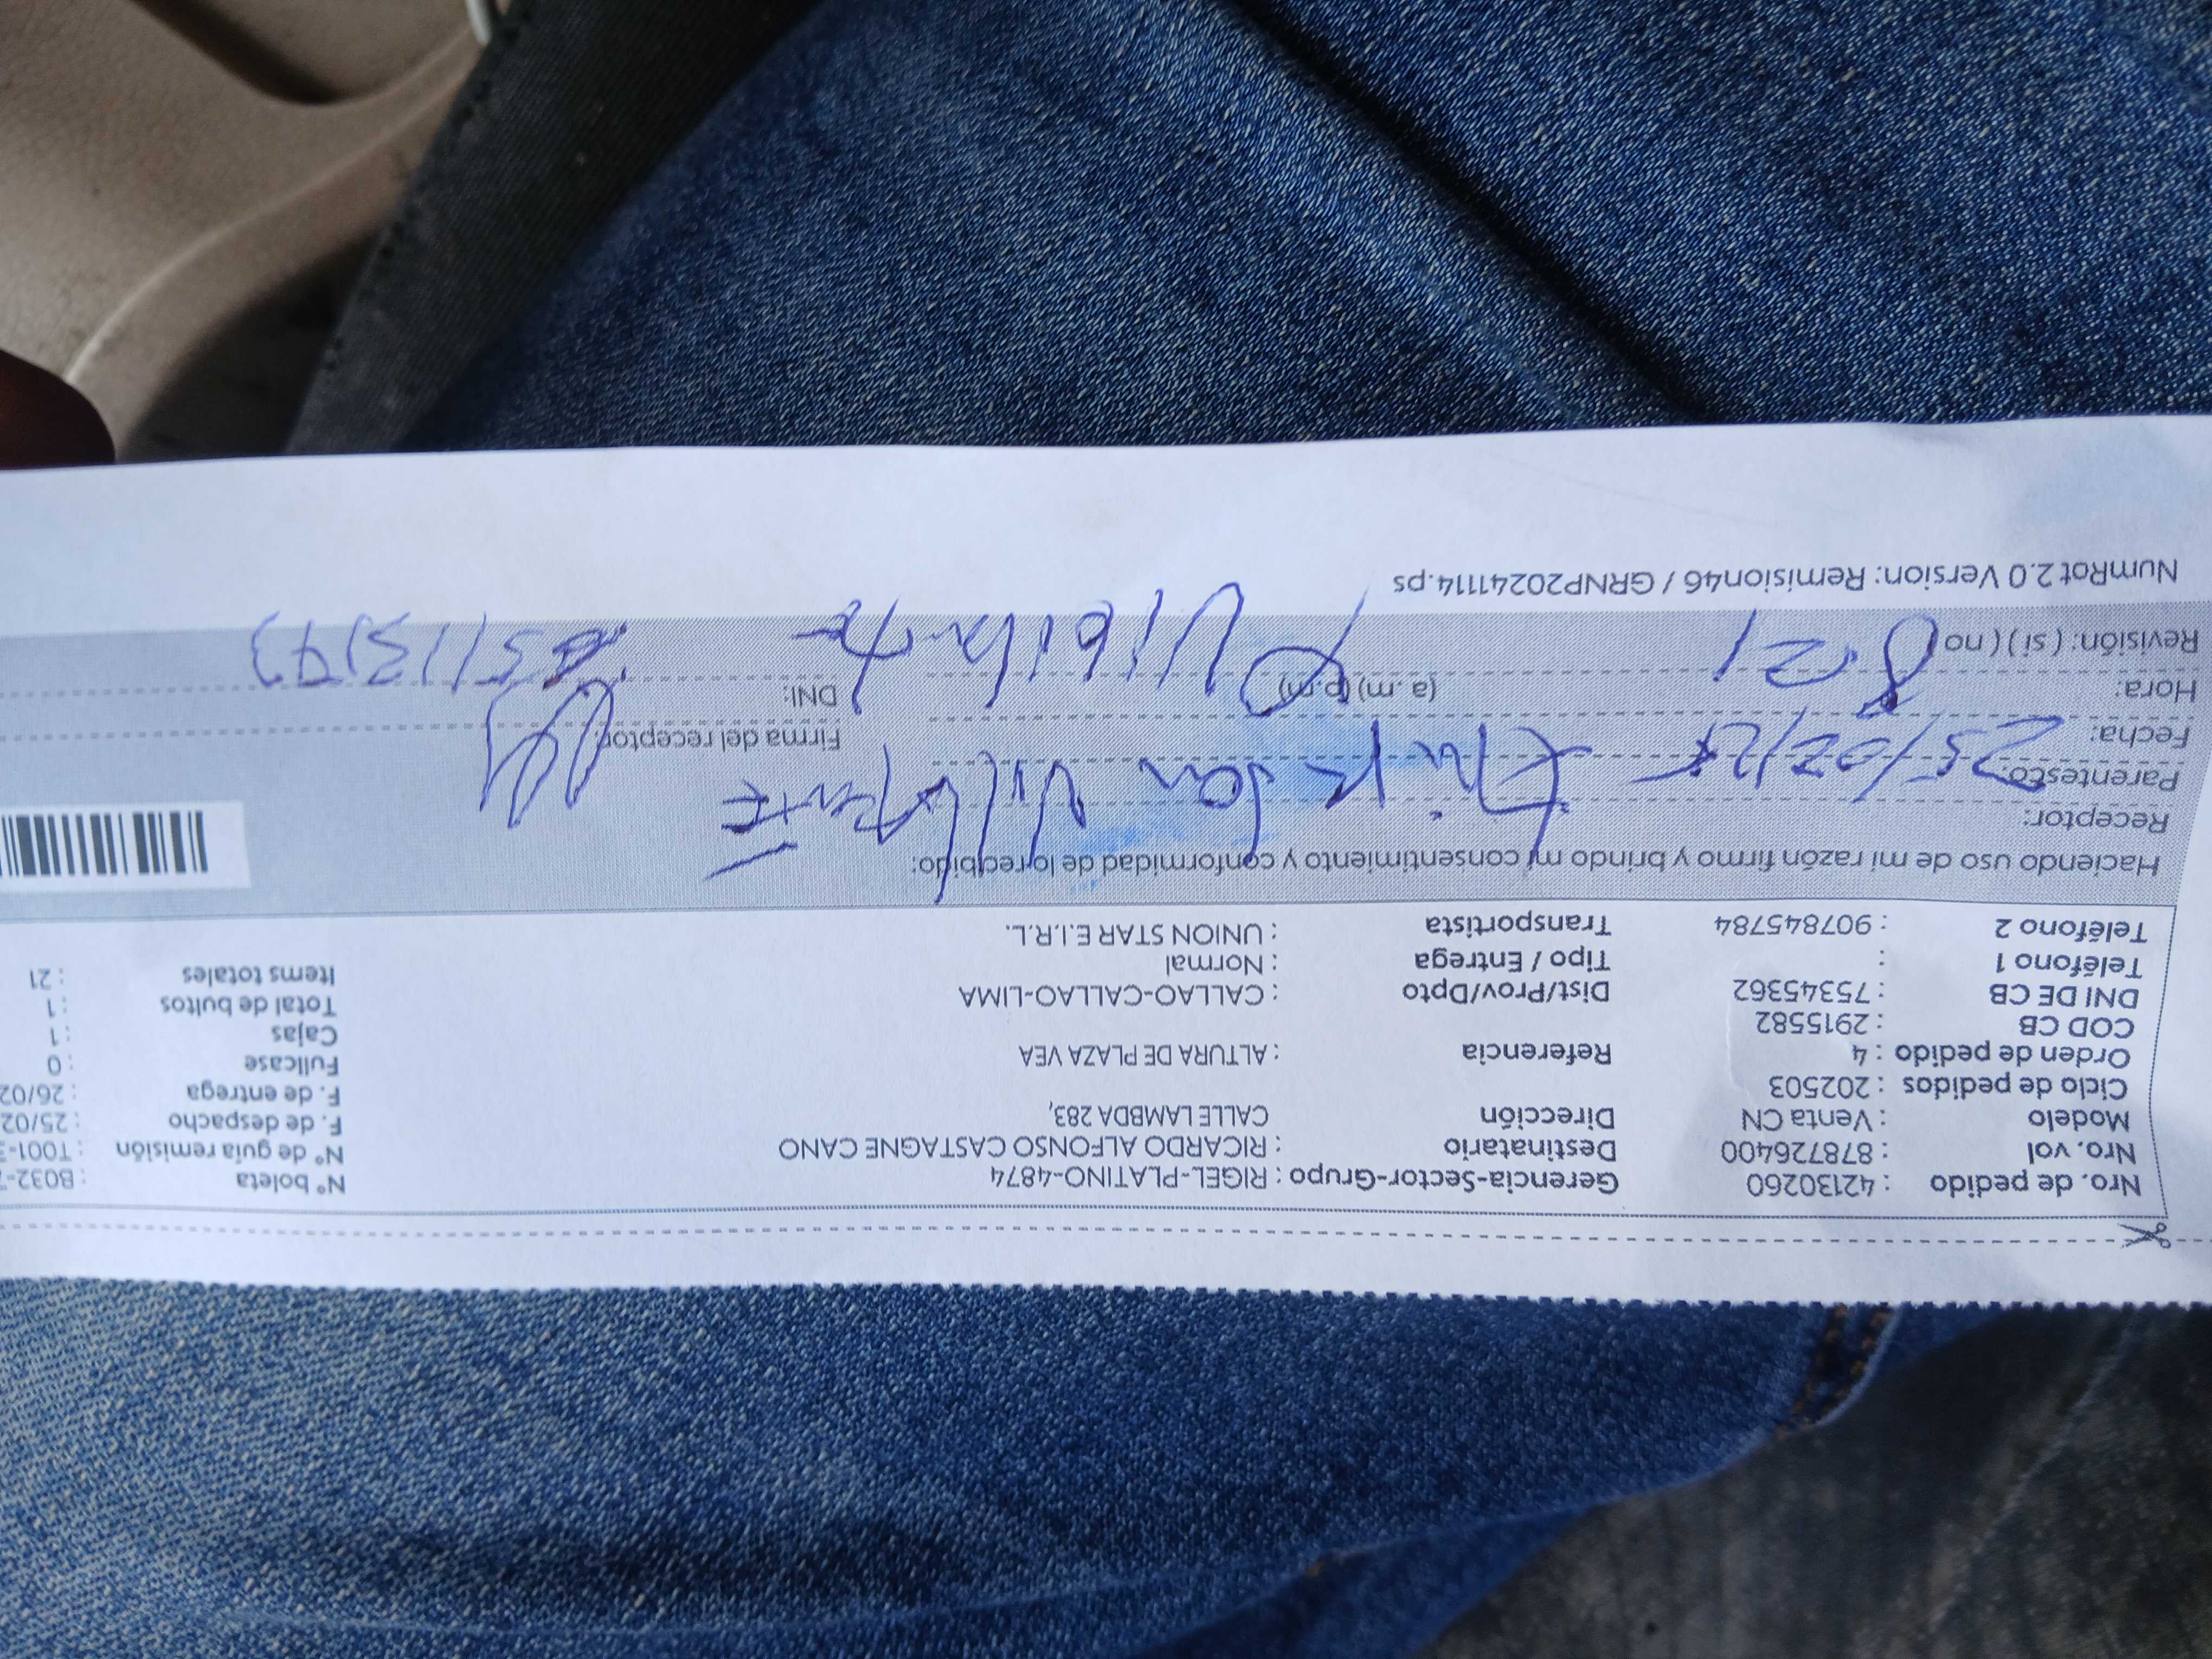 Nro. de pedido : 42130260 Gerencia-Sector-Grupo : RIGEL-PLATINO-4874 N° boleta : B032-
Nro. vol : 878726400 Destinatario : RICARDO ALFONSO CASTAGNE CANO N° de guía remisión : T001-
Modelo : Venta CN Dirección CALLE LAMBDA 283, F. de despacho : 25/02
Ciclo de pedidos : 202503 F. de entrega : 26/02
Orden de pedido : 4 Referencia : ALTURA DE PLAZA VEA Fullcase : 0
COD CB : 2915582 Cajas : 1
DNI DE CB : 75345362 Dist/Prov/Dpto : CALLAO-CALLAO-LIMA Total de bultos : 1
Teléfono 1 : Tipo / Entrega : Normal Items totales : 21
Teléfono 2 : 907845784 Transportista : UNION STAR E.I.R.L.
Haciendo uso de mi razón firmo y brindo mi consentimiento y conformidad de lo recibido:
Receptor:
Parentesco:
Fecha: 25/02/25 Firma del receptor:
Hora: 8:21 (a.m) (p.m) Vigilante DNI:
Revisión: (si) (no
NumRot 2.0 Version: Remision46 / GRNP20241114.ps